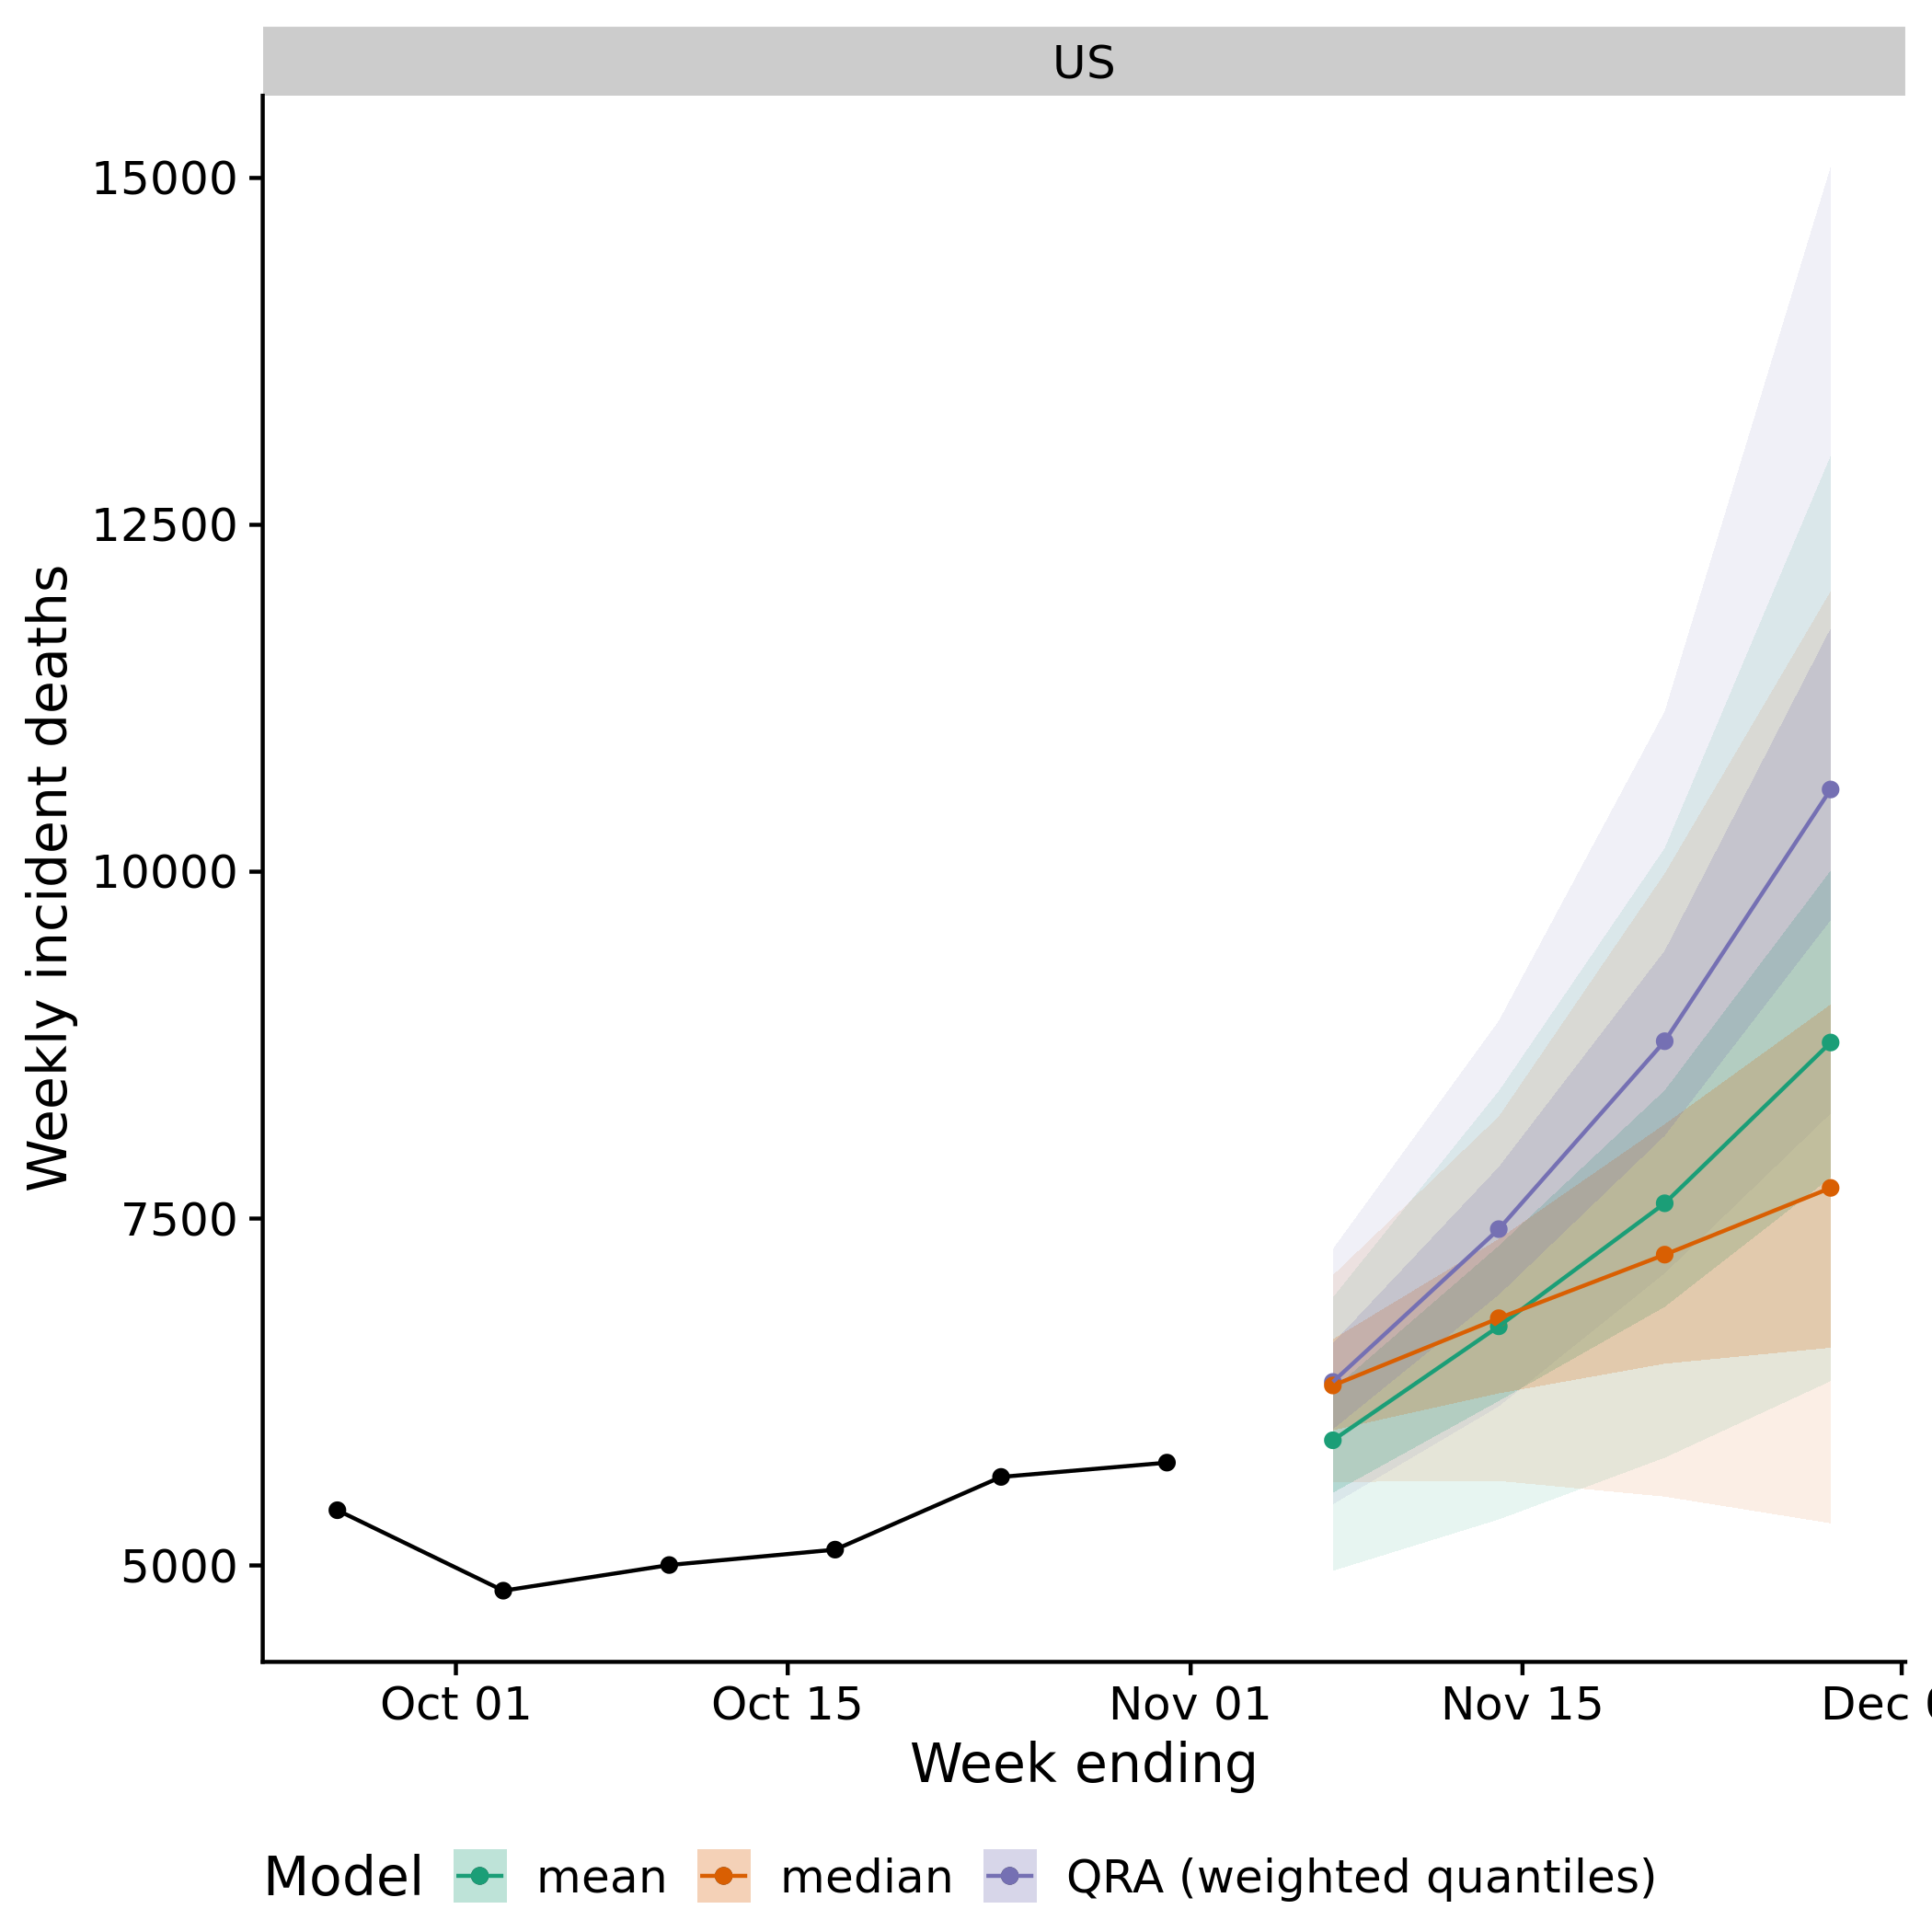 US
15000
12500
10000
7500
5000
Weekly incident deaths
Oct 01 Oct 15 Nov 01 Nov 15 Dec
Week ending
Model mean median QRA (weighted quantiles)